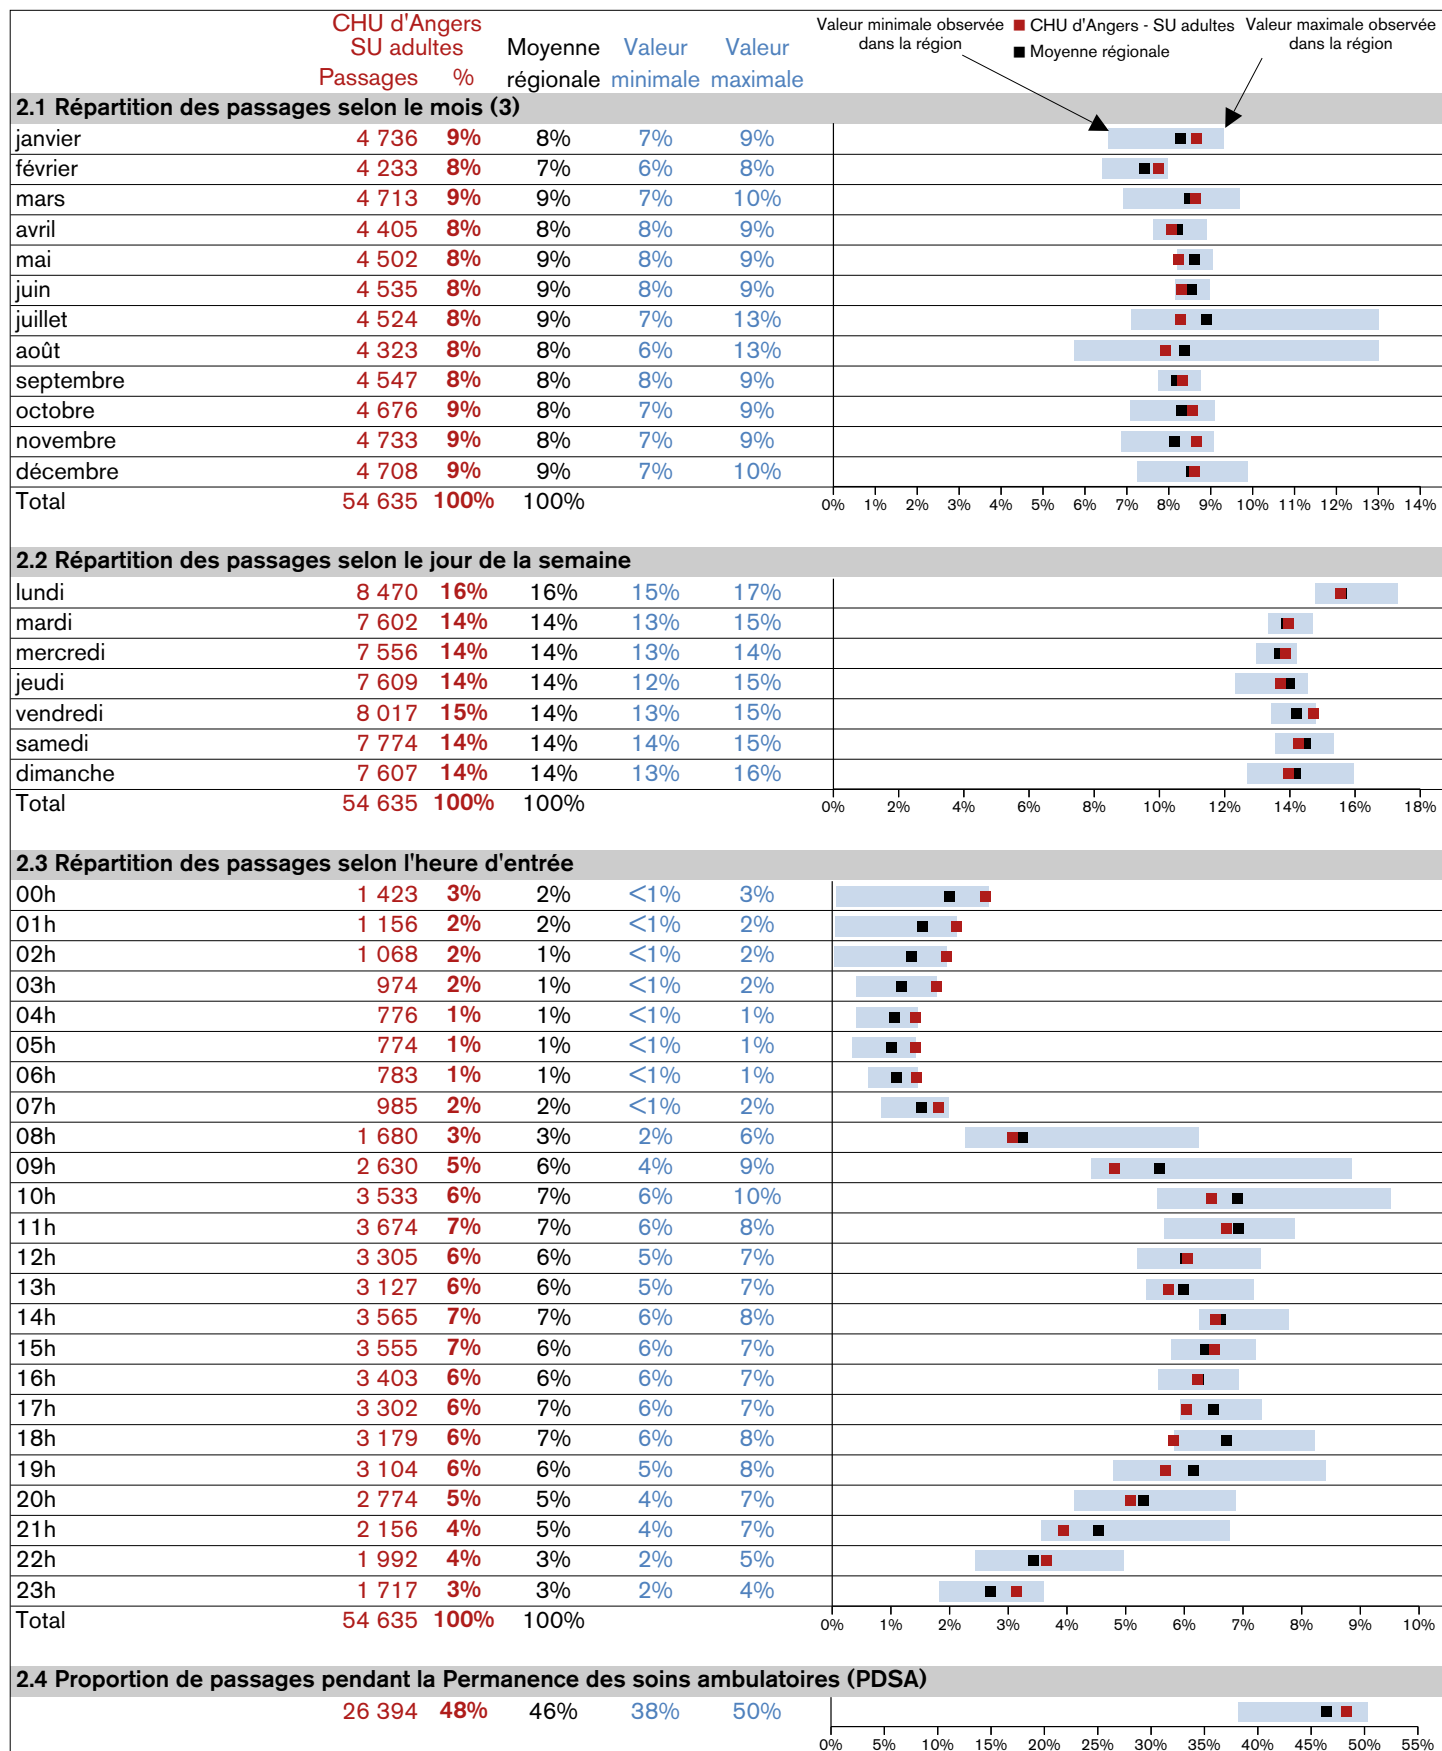 CHU d'Angers
SU adultes Moyenne Valeur Valeur
Passages % régionale minimale maximale
Valeur minimale observée dans la région
CHU d'Angers - SU adultes
Moyenne régionale
Valeur maximale observée dans la région
2.1 Répartition des passages selon le mois (3)
janvier 4 736 9% 8% 7% 9%
février 4 233 8% 7% 6% 8%
mars 4 713 9% 9% 7% 10%
avril 4 405 8% 8% 8% 9%
mai 4 502 8% 9% 8% 9%
juin 4 535 8% 9% 8% 9%
juillet 4 524 8% 9% 7% 13%
août 4 323 8% 8% 6% 13%
septembre 4 547 8% 8% 8% 9%
octobre 4 676 9% 8% 7% 9%
novembre 4 733 9% 8% 7% 9%
décembre 4 708 9% 9% 7% 10%
Total 54 635 100% 100%
0% 1% 2% 3% 4% 5% 6% 7% 8% 9% 10% 11% 12% 13% 14%
2.2 Répartition des passages selon le jour de la semaine
lundi 8 470 16% 16% 15% 17%
mardi 7 602 14% 14% 13% 15%
mercredi 7 556 14% 14% 13% 14%
jeudi 7 609 14% 14% 12% 15%
vendredi 8 017 15% 14% 13% 15%
samedi 7 774 14% 14% 14% 15%
dimanche 7 607 14% 14% 13% 16%
Total 54 635 100% 100%
0% 2% 4% 6% 8% 10% 12% 14% 16% 18%
2.3 Répartition des passages selon l'heure d'entrée
00h 1 423 3% 2% <1% 3%
01h 1 156 2% 2% <1% 2%
02h 1 068 2% 1% <1% 2%
03h 974 2% 1% <1% 2%
04h 776 1% 1% <1% 1%
05h 774 1% 1% <1% 1%
06h 783 1% 1% <1% 1%
07h 985 2% 2% <1% 2%
08h 1 680 3% 3% 2% 6%
09h 2 630 5% 6% 4% 9%
10h 3 533 6% 7% 6% 10%
11h 3 674 7% 7% 6% 8%
12h 3 305 6% 6% 5% 7%
13h 3 127 6% 6% 5% 7%
14h 3 565 7% 7% 6% 8%
15h 3 555 7% 6% 6% 7%
16h 3 403 6% 6% 6% 7%
17h 3 302 6% 7% 6% 7%
18h 3 179 6% 7% 6% 8%
19h 3 104 6% 6% 5% 8%
20h 2 774 5% 5% 4% 7%
21h 2 156 4% 5% 4% 7%
22h 1 992 4% 3% 2% 5%
23h 1 717 3% 3% 2% 4%
Total 54 635 100% 100%
0% 1% 2% 3% 4% 5% 6% 7% 8% 9% 10%
2.4 Proportion de passages pendant la Permanence des soins ambulatoires (PDSA)
26 394 48% 46% 38% 50%
0% 5% 10% 15% 20% 25% 30% 35% 40% 45% 50% 55%